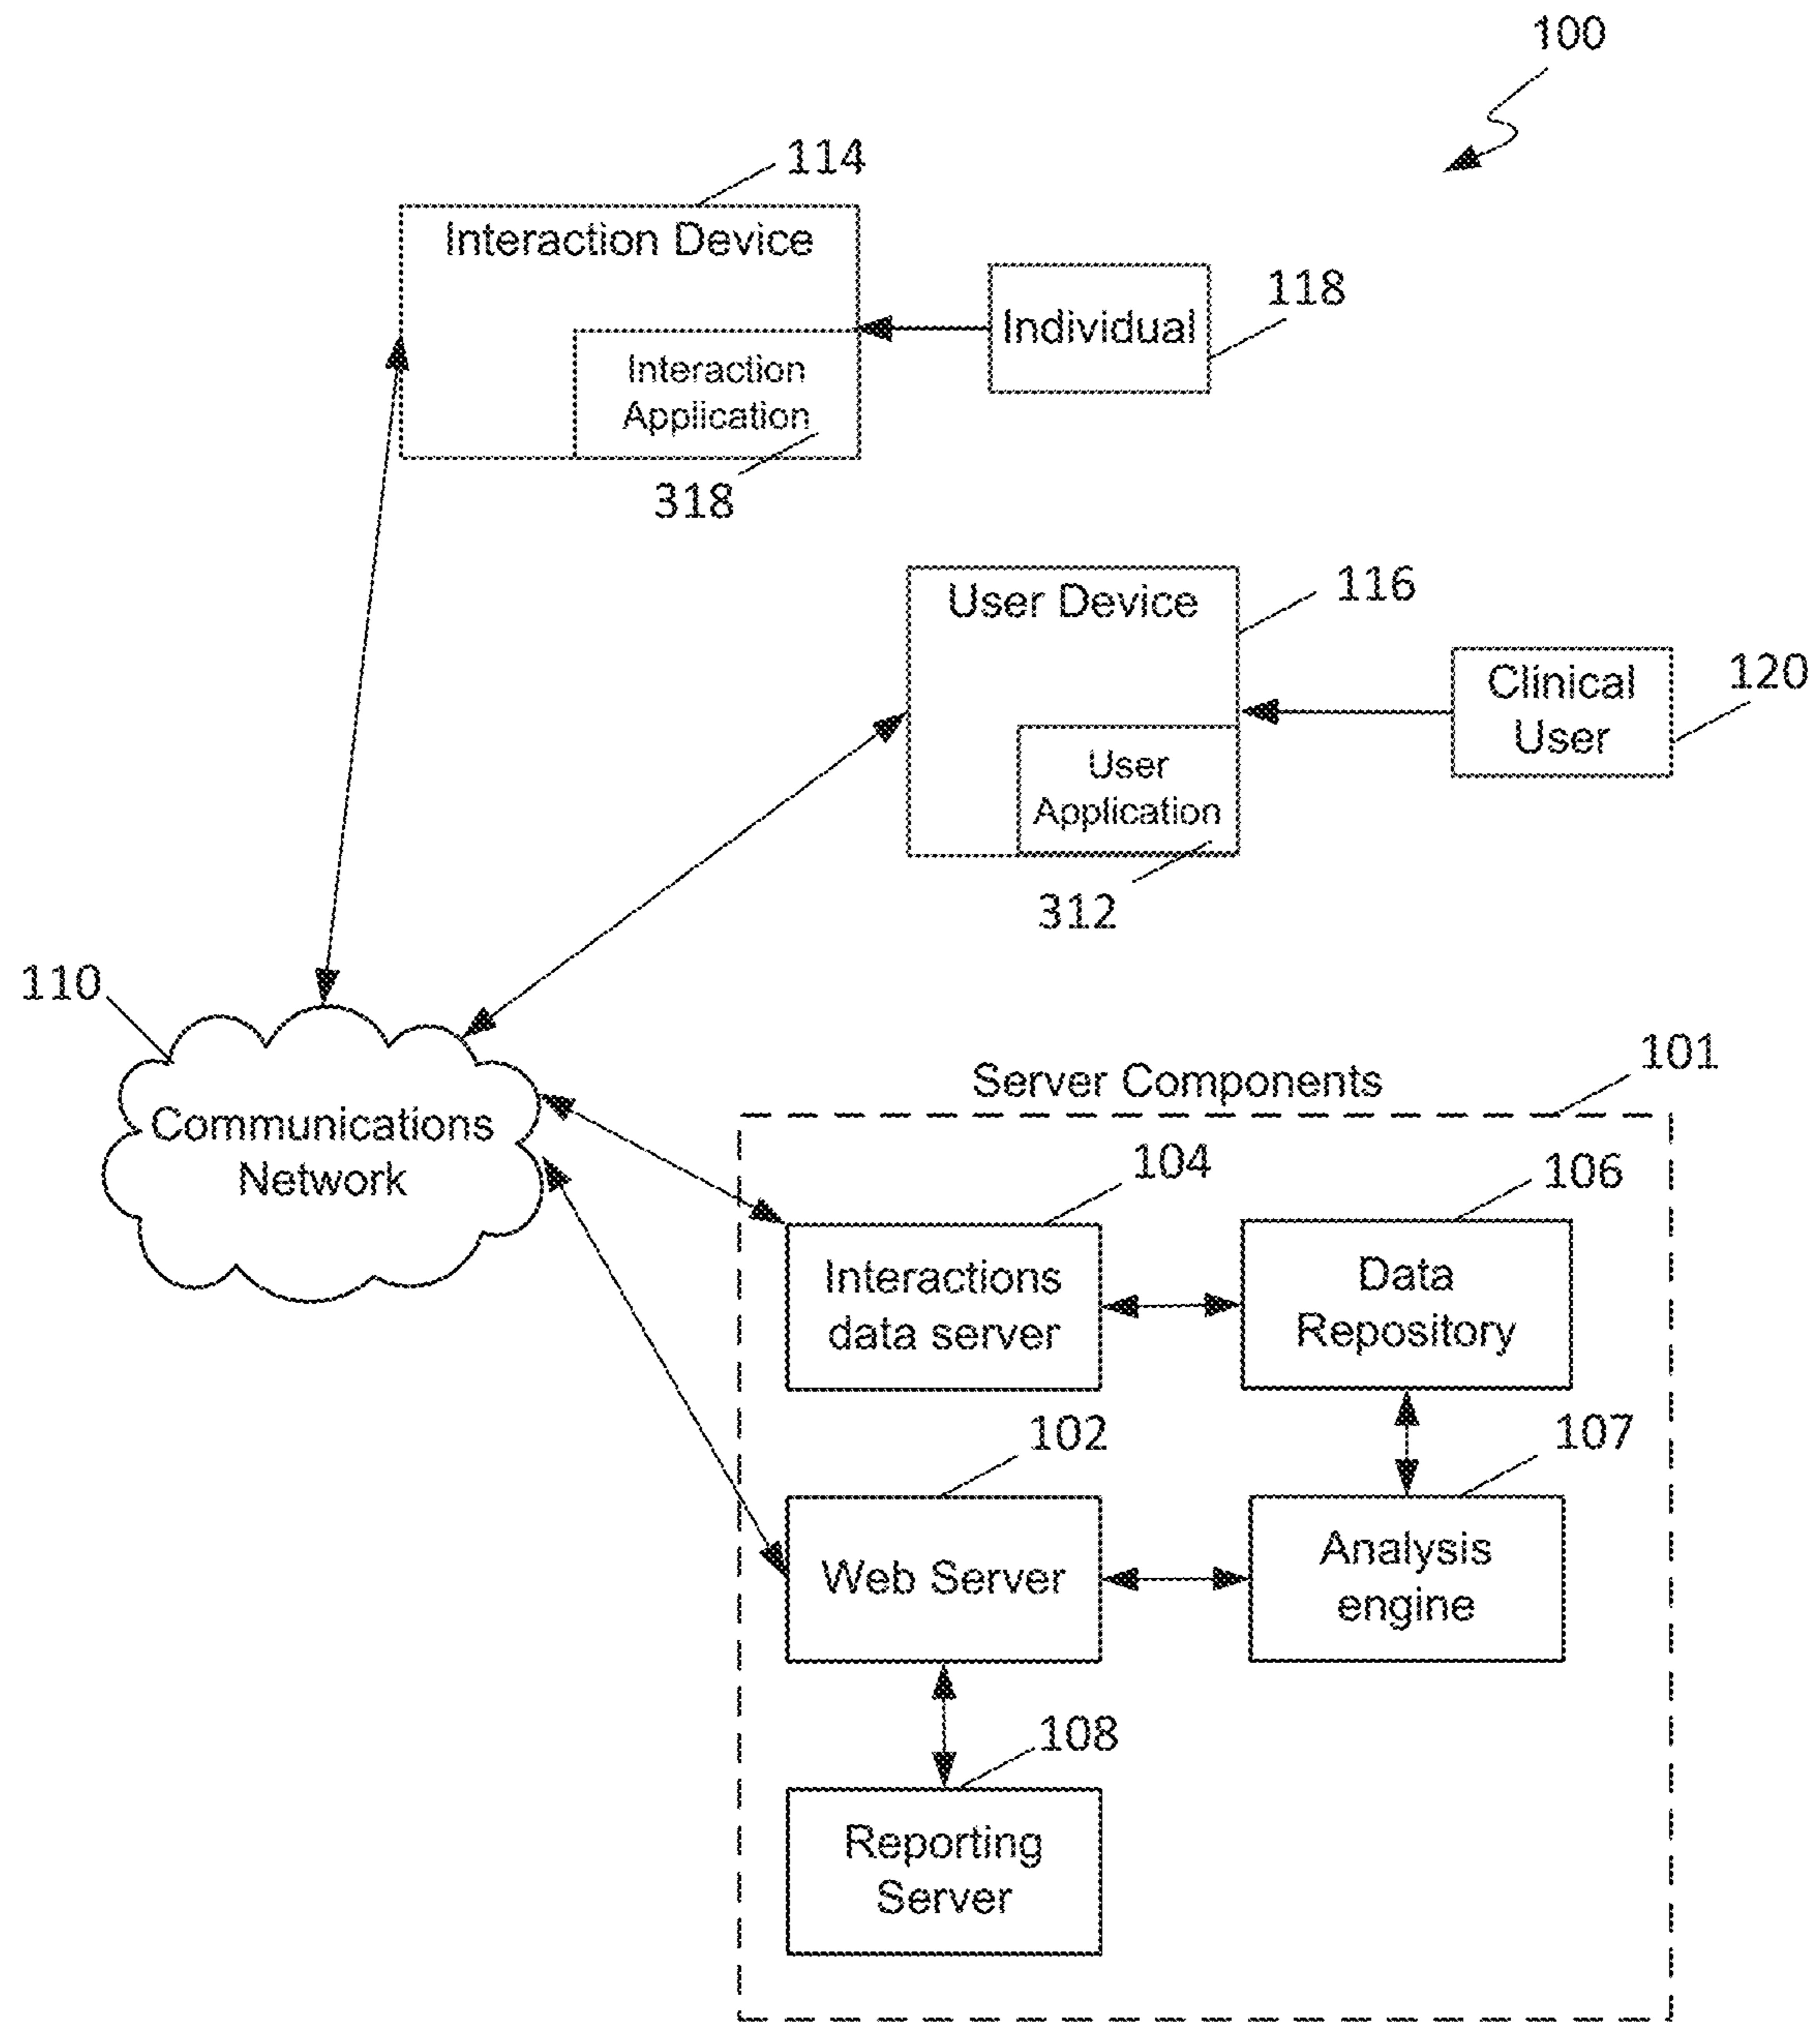 100
114
Interaction Device
118
Individual
Interaction
Application
318
116
User Device
Clinical
User
120
User
Application
312
110
Communications
Network
101
Server Components
104
106
Interactions
data server
Data
Repository
102
107
Web Server
Analysis
engine
108
Reporting
Server